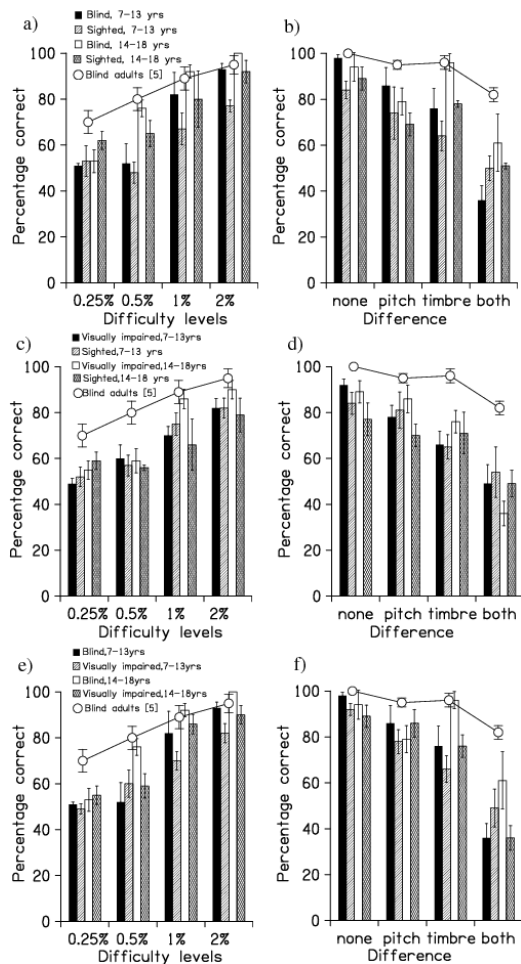 a)
Blind, 7-13 yrs
Sighted, 7-13 yrs
Blind, 14-18 yrs
Sighted, 14-18 yrs
Blind adults [5]
100
80
60
40
20
0
Percentage correct
0.25% 0.5% 1% 2%
Difficulty levels
b)
100
80
60
40
20
0
Percentage correct
none pitch timbre both
Difference
c)
Visually impaired,7-13yrs
Sighted,7-13 yrs
Visually impaired,14-18yrs
Sighted,14-18 yrs
Blind adults [5]
100
80
60
40
20
0
Percentage correct
0.25% 0.5% 1% 2%
Difficulty levels
d)
100
80
60
40
20
0
Percentage correct
none pitch timbre both
Difference
e)
Blind,7-13yrs
Visually impaired,7-13yrs
Blind,14-18yrs
Visually impaired,14-18yrs
Blind adults [5]
100
80
60
40
20
0
Percentage correct
0.25% 0.5% 1% 2%
Difficulty levels
f)
100
80
60
40
20
0
Percentage correct
none pitch timbre both
Difference